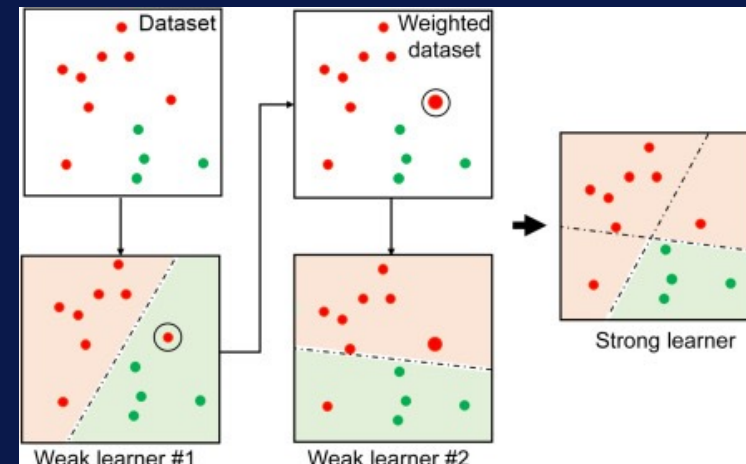 Dataset
Weighted
dataset
Strong learner
Weak learner #1
Weak learner #2